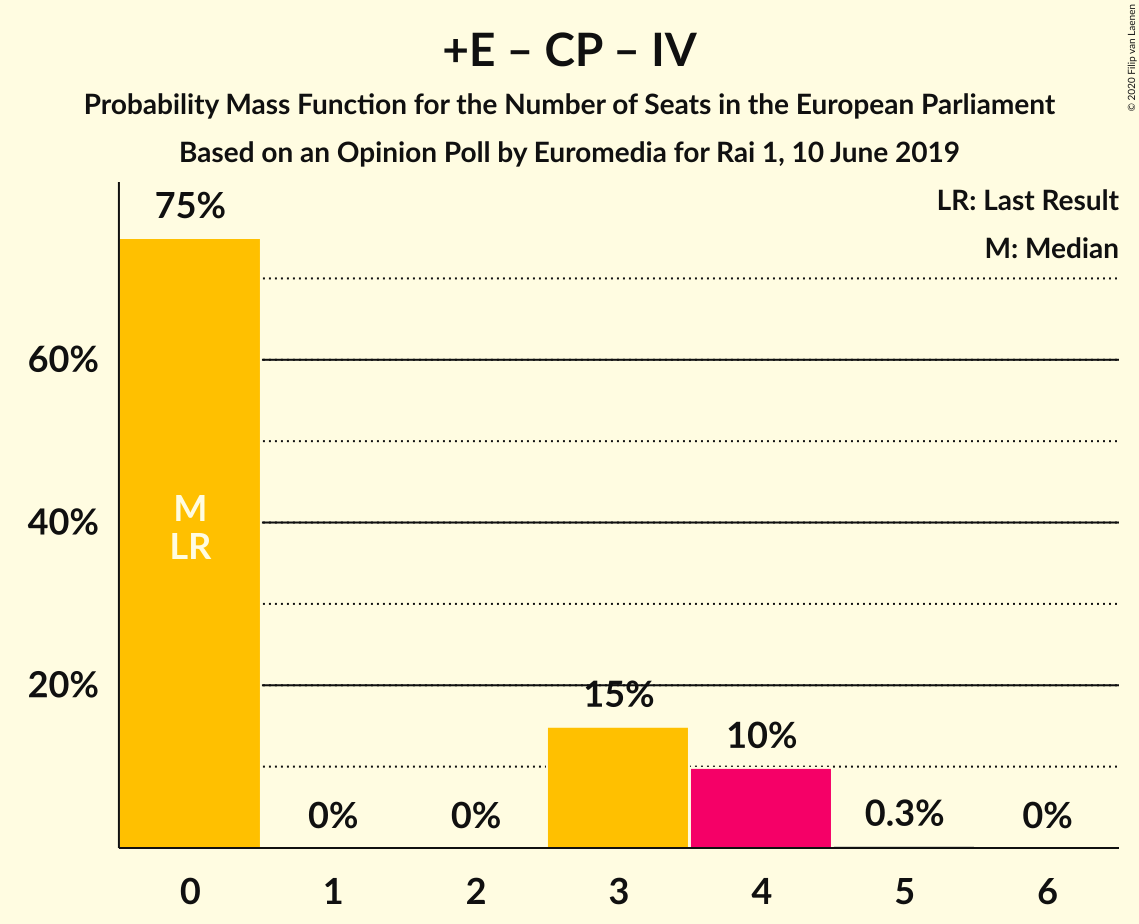 +E – CP – IV
Probability Mass Function for the Number of Seats in the European Parliament
Based on an Opinion Poll by Euromedia for Rai 1, 10 June 2019
© 2020 Filip van Laenen
LR: Last Result
M: Median
75%
60%
40%
20%
M
LR
0%
0%
15%
10%
0.3%
0%
0
1
2
3
4
5
6